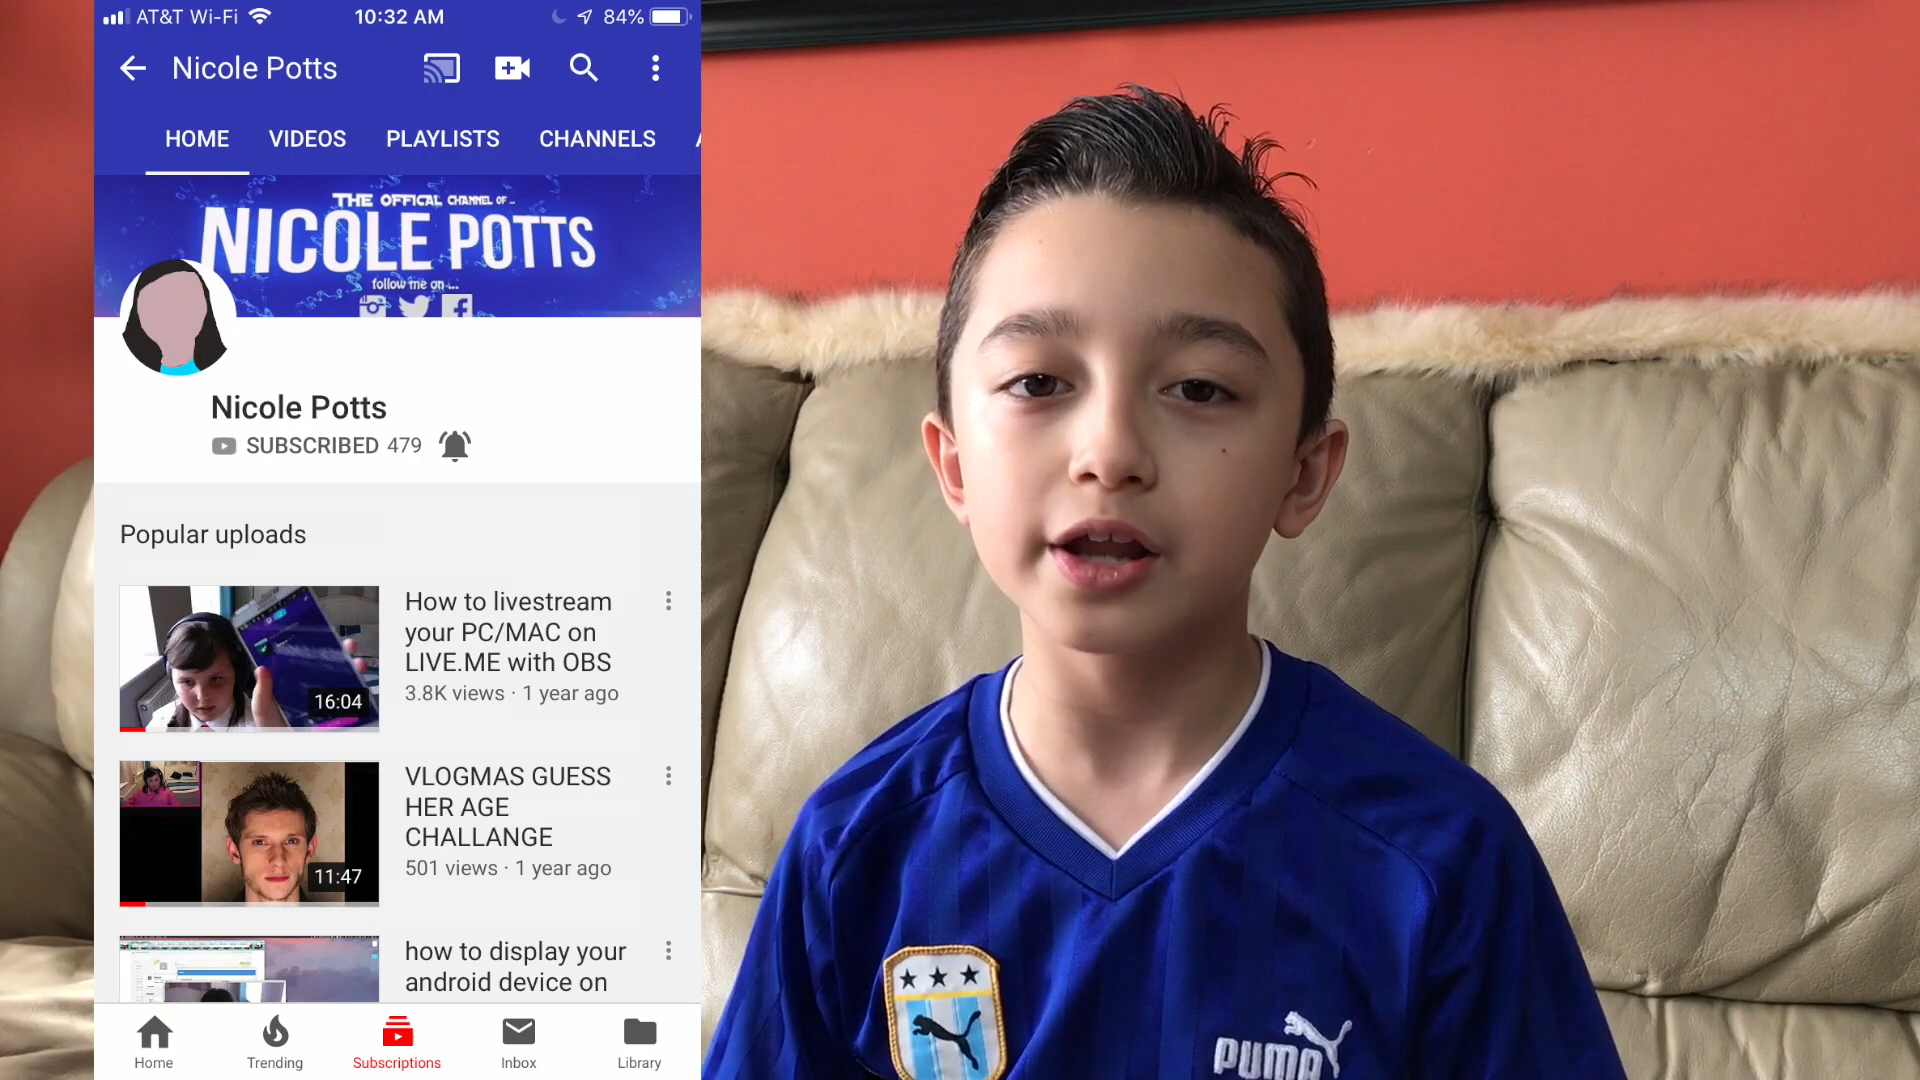 AT&T Wi-Fi 10:32 AM 84%
Nicole Potts
HOME VIDEOS PLAYLISTS CHANNELS
THE OFFICAL CHANNEL OF ..
NICOLE POTTS
follow me on ...
Nicole Potts
SUBSCRIBED 479
Popular uploads
How to livestream
your PC/MAC on
LIVE.ME with OBS
3.8K views · 1 year ago
16:04
VLOGMAS GUESS
HER AGE
CHALLANGE
501 views · 1 year ago
11:47
how to display your
android device on
Home Trending Subscriptions Inbox Library
PUMA